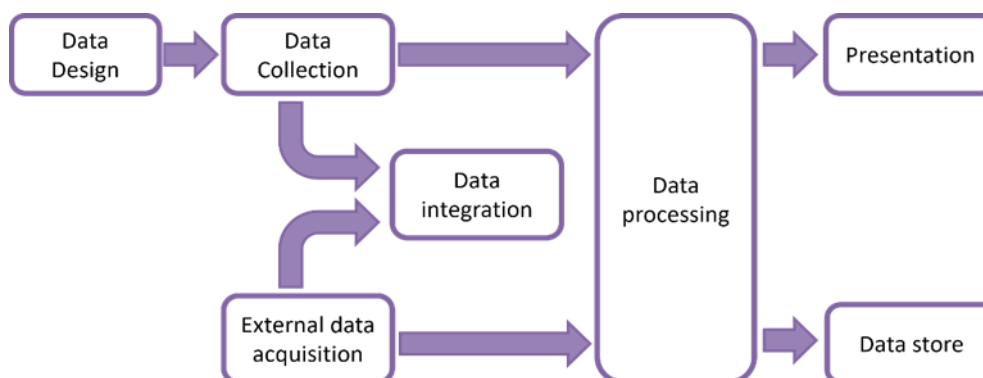 Data
Design
Data
Collection
Presentation
Data
integration
Data
processing
External data
acquisition
Data store